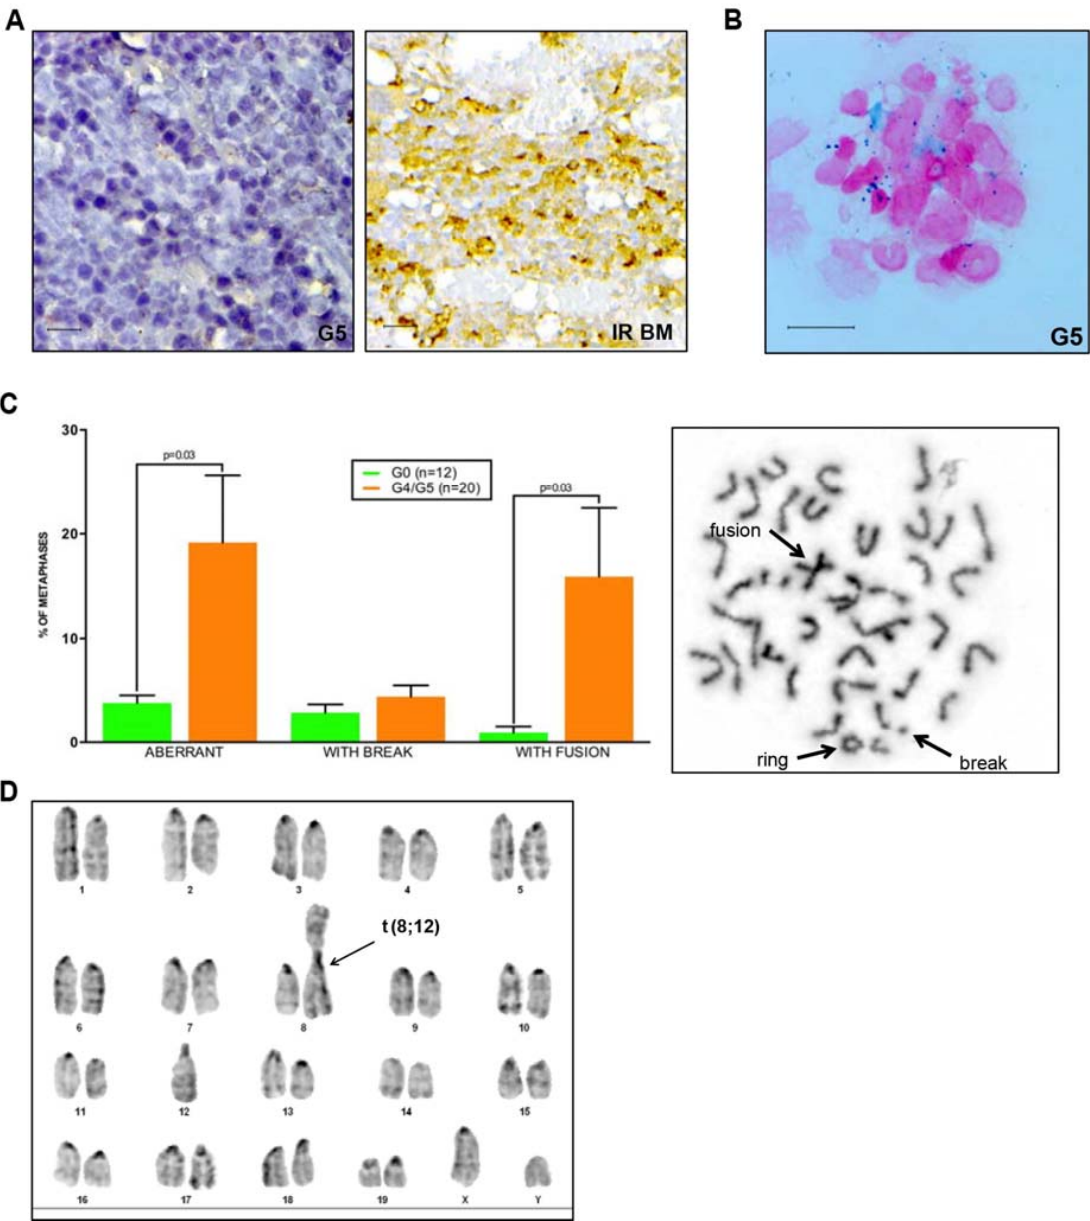 A
B
G5
IR BM
G5
C
30
20
10
0
% OF METAPHASES
p=0.03
G0 (n=12)
G4/G5 (n=20)
p=0.03
ABERRANT
WITH BREAK
WITH FUSION
fusion
ring
break
D
1
2
3
4
5
t(8;12)
6
7
8
9
10
11
12
13
14
15
16
17
18
19
X
Y